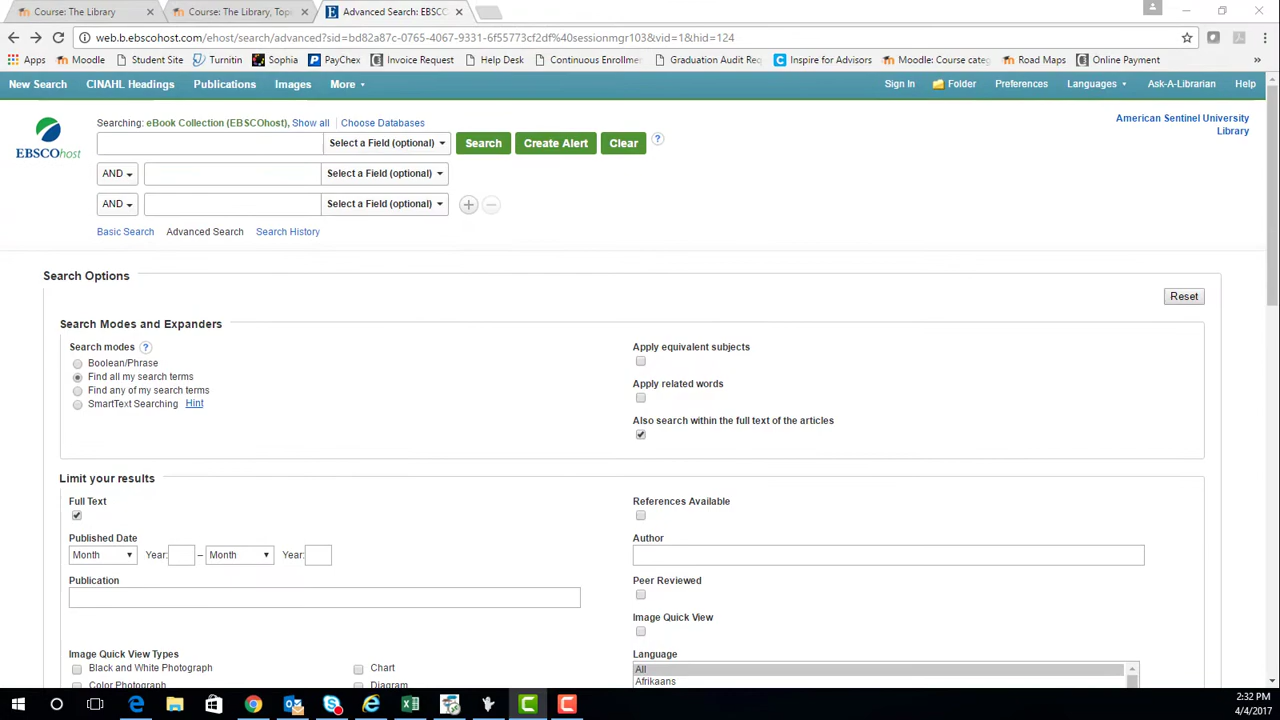 Course: The Library
Course: The Library, Top
Advanced Search: EBSCO
web.b.ebscohost.com/ehost/search/advanced?sid=bd82a87c-0765-4067-9331-6f55773cf2df%40sessionmgr103&vid=1&hid=124
Apps Moodle Student Site Turnitin Sophia PayChex Invoice Request Help Desk Continuous Enrollme Graduation Audit Req Inspire for Advisors Moodle: Course categ Road Maps Online Payment
New Search CINAHL Headings Publications Images More Sign In Folder Preferences Languages Ask-A-Librarian Help
Searching: eBook Collection (EBSCOhost), Show all Choose Databases
American Sentinel University
Library
EBSCOhost
Select a Field (optional) Search Create Alert Clear ?
AND Select a Field (optional)
AND Select a Field (optional)
Basic Search Advanced Search Search History
Search Options
Reset
Search Modes and Expanders
Search modes ?
Boolean/Phrase
Find all my search terms
Find any of my search terms
SmartText Searching Hint
Apply equivalent subjects
Apply related words
Also search within the full text of the articles
Limit your results
Full Text
References Available
Published Date
Month Year: – Month Year:
Author
Publication
Peer Reviewed
Image Quick View
Image Quick View Types
Black and White Photograph
Chart
Color Photograph
Diagram
Language
All
Afrikaans
2:32 PM
4/4/2017